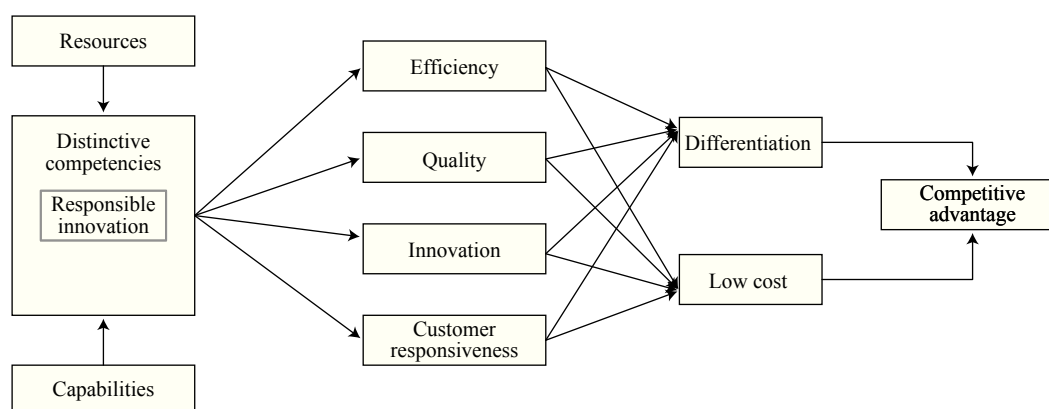 Resources
Distinctive
competencies
Responsible
innovation
Capabilities
Efficiency
Quality
Innovation
Customer
responsiveness
Differentiation
Low cost
Competitive
advantage